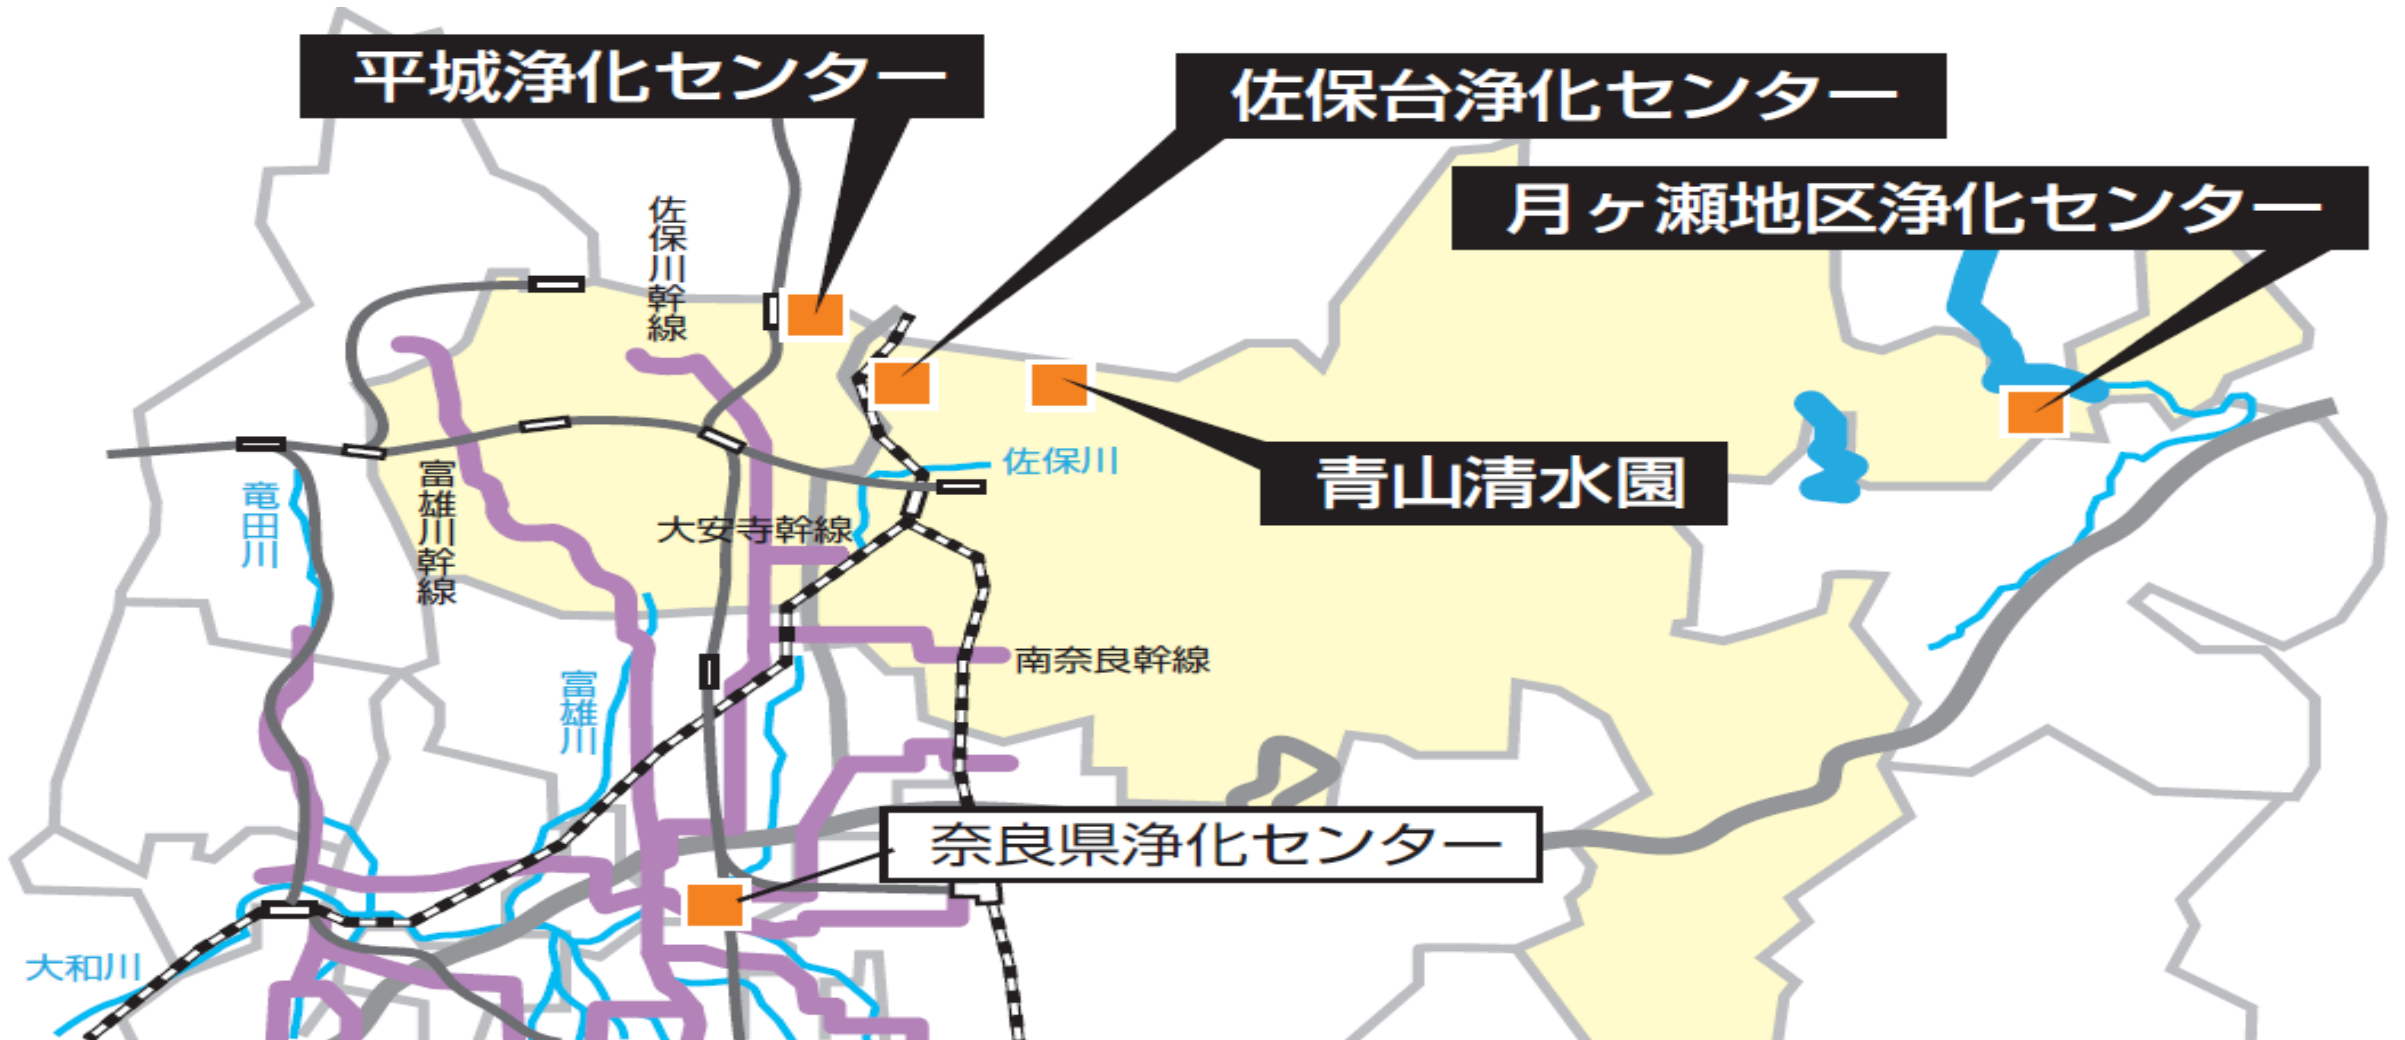 平城浄化センター
佐保台浄化センター
月ヶ瀬地区浄化センター
佐保川幹線
佐保川
青山清水園
富雄川幹線
竜田川
大安寺幹線
南奈良幹線
富雄川
奈良県浄化センター
大和川